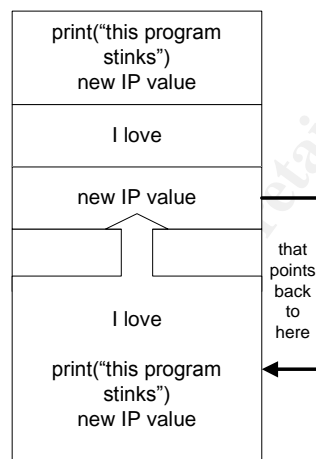 print(“this program
stinks”)
new IP value
I love
new IP value
that
points
back
to
here
I love
print(“this program
stinks”)
new IP value